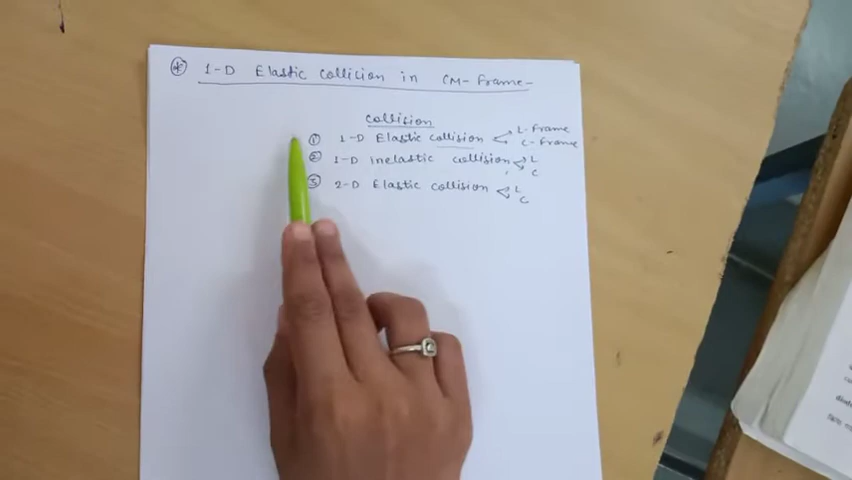 * 1-D Elastic Collision in CM-Frame-
Collision
① 1-D Elastic collision L-Frame
C-Frame
② 1-D Inelastic collision L
C
③ 2-D Elastic collision L
C